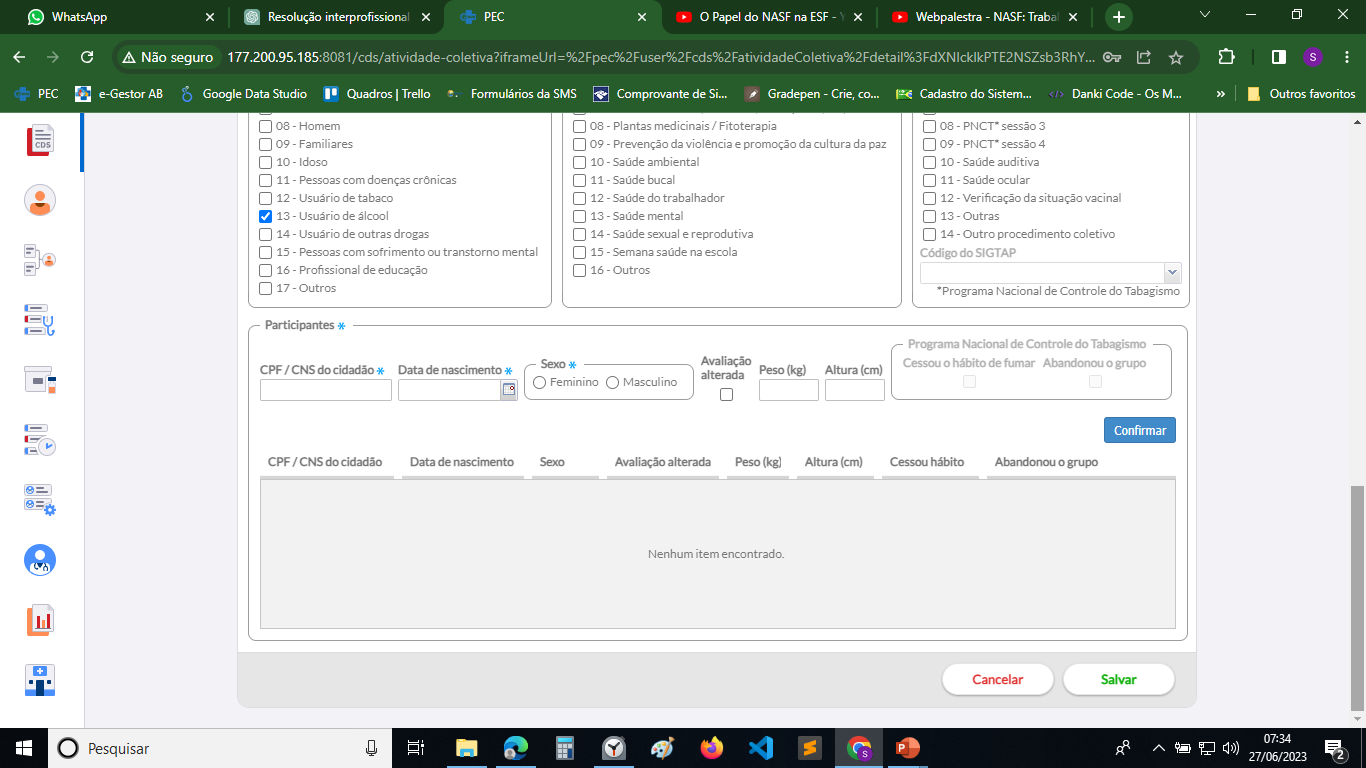 WhatsApp
Resolução interprofissional
PEC
O Papel do NASF na ESF - Y
Webpalestra - NASF: Trabal
Não seguro
177.200.95.185:8081/cds/atividade-coletiva?iframeUrl=%2Fpec%2Fuser%2Fcds%2FatividadeColetiva%2Fdetail%3FdXNlcklkPTE2NSZsb3RhY...
S
PEC
e-Gestor AB
Google Data Studio
Quadros | Trello
Formulários da SMS
Comprovante de Si...
Gradepen - Crie, co...
Cadastro do Sistem...
Danki Code - Os M...
»
Outros favoritos
CDS
08 - Homem
09 - Familiares
10 - Idoso
11 - Pessoas com doenças crônicas
12 - Usuário de tabaco
13 - Usuário de álcool
14 - Usuário de outras drogas
15 - Pessoas com sofrimento ou transtorno mental
16 - Profissional de educação
17 - Outros
08 - Plantas medicinais / Fitoterapia
09 - Prevenção da violência e promoção da cultura da paz
10 - Saúde ambiental
11 - Saúde bucal
12 - Saúde do trabalhador
13 - Saúde mental
14 - Saúde sexual e reprodutiva
15 - Semana saúde na escola
16 - Outros
08 - PNCT* sessão 3
09 - PNCT* sessão 4
10 - Saúde auditiva
11 - Saúde ocular
12 - Verificação da situação vacinal
13 - Outras
14 - Outro procedimento coletivo
Código do SIGTAP
*Programa Nacional de Controle do Tabagismo
Participantes *
CPF / CNS do cidadão *
Data de nascimento *
Sexo *
Feminino
Masculino
Avaliação
alterada
Peso (kg)
Altura (cm)
Programa Nacional de Controle do Tabagismo
Cessou o hábito de fumar
Abandonou o grupo
Confirmar
CPF / CNS do cidadão
Data de nascimento
Sexo
Avaliação alterada
Peso (kg)
Altura (cm)
Cessou hábito
Abandonou o grupo
Nenhum item encontrado.
Cancelar
Salvar
Pesquisar
07:34
27/06/2023
2